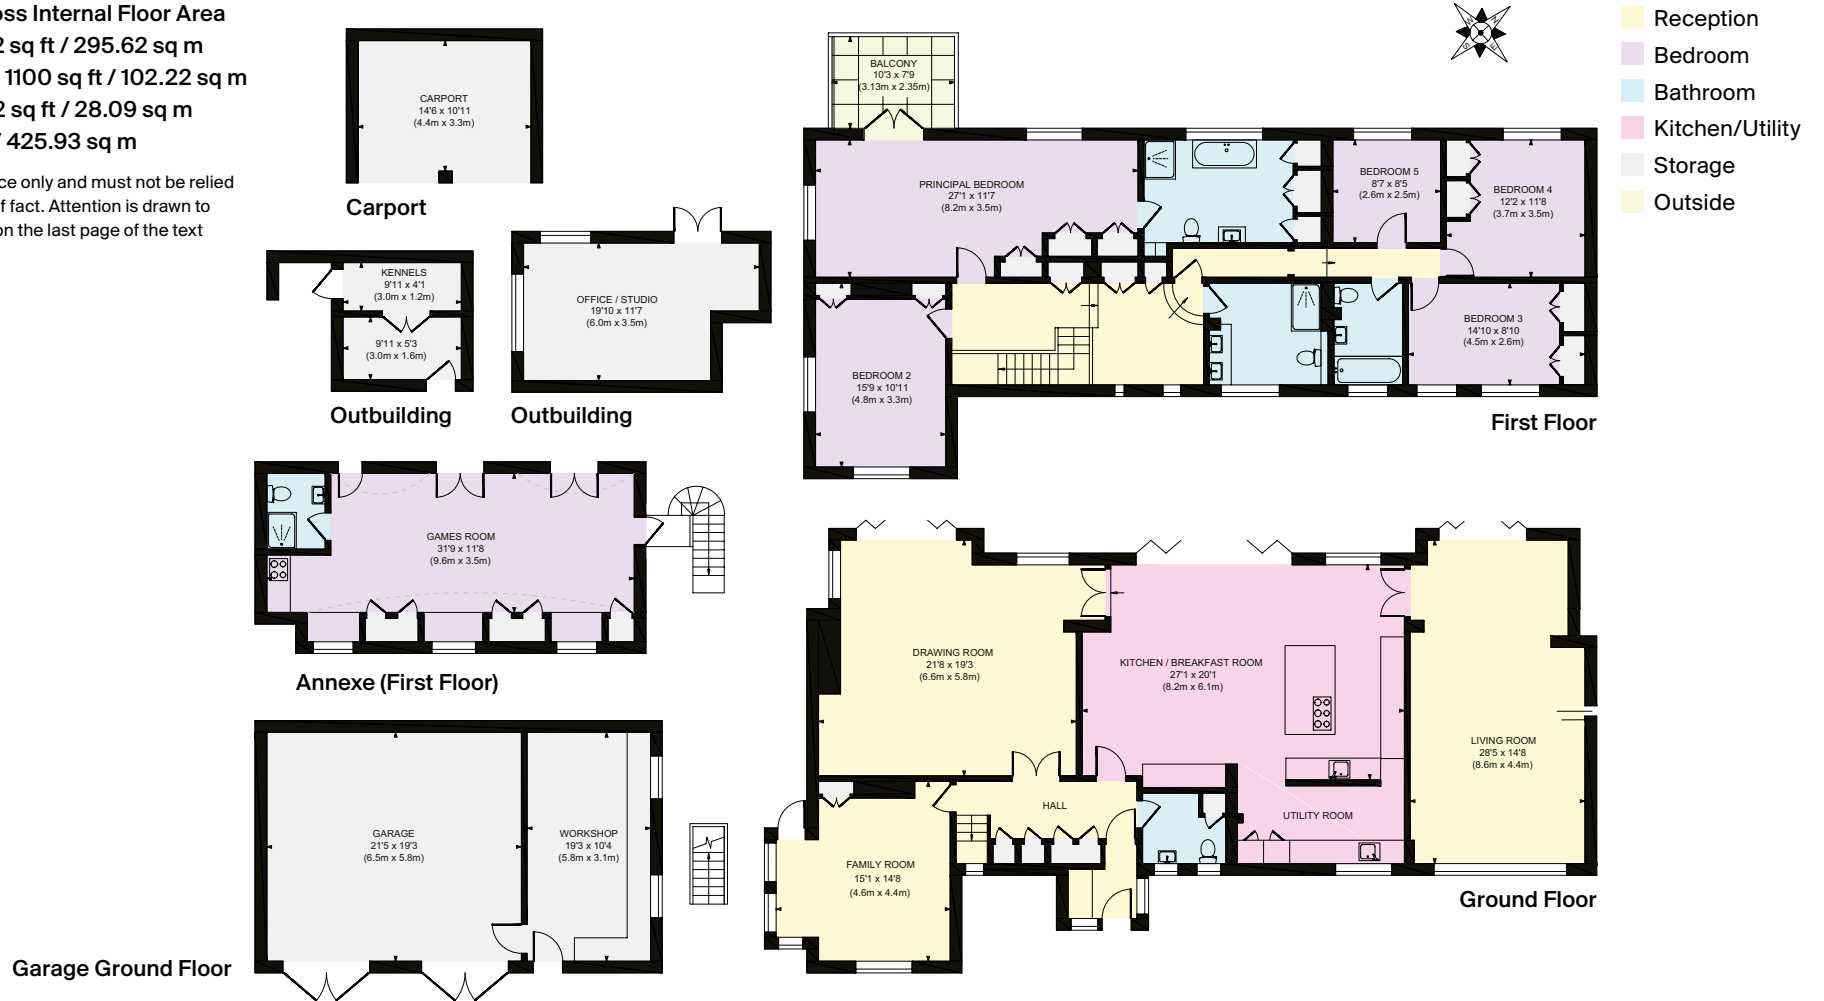 oss Internal Floor Area
2 sq ft / 295.62 sq m
1100 sq ft / 102.22 sq m
2 sq ft / 28.09 sq m
/ 425.93 sq m
ce only and must not be relied
f fact. Attention is drawn to
on the last page of the text
CARPORT
14'6 x 10'11
(4.4m x 3.3m)
Carport
KENNELS
9'11 x 4'1
(3.0m x 1.2m)
9'11 x 5'3
(3.0m x 1.6m)
Outbuilding
OFFICE / STUDIO
19'10 x 11'7
(6.0m x 3.5m)
Outbuilding
BALCONY
10'3 x 7'9
(3.13m x 2.35m)
PRINCIPAL BEDROOM
27'1 x 11'7
(8.2m x 3.5m)
BEDROOM 5
8'7 x 8'5
(2.6m x 2.5m)
BEDROOM 4
12'2 x 11'8
(3.7m x 3.5m)
BEDROOM 2
15'9 x 10'11
(4.8m x 3.3m)
BEDROOM 3
14'10 x 8'10
(4.5m x 2.6m)
First Floor
N
E
S
W
Reception
Bedroom
Bathroom
Kitchen/Utility
Storage
Outside
GAMES ROOM
31'9 x 11'8
(9.6m x 3.5m)
Annexe (First Floor)
GARAGE
21'5 x 19'3
(6.5m x 5.8m)
WORKSHOP
19'3 x 10'4
(5.8m x 3.1m)
Garage Ground Floor
DRAWING ROOM
21'8 x 19'3
(6.6m x 5.8m)
KITCHEN / BREAKFAST ROOM
27'1 x 20'1
(8.2m x 6.1m)
LIVING ROOM
28'5 x 14'8
(8.6m x 4.4m)
HALL
UTILITY ROOM
FAMILY ROOM
15'1 x 14'8
(4.6m x 4.4m)
Ground Floor